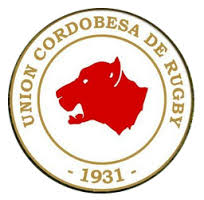 UNION CORDOBESA DE RUGBY
- 1931 -